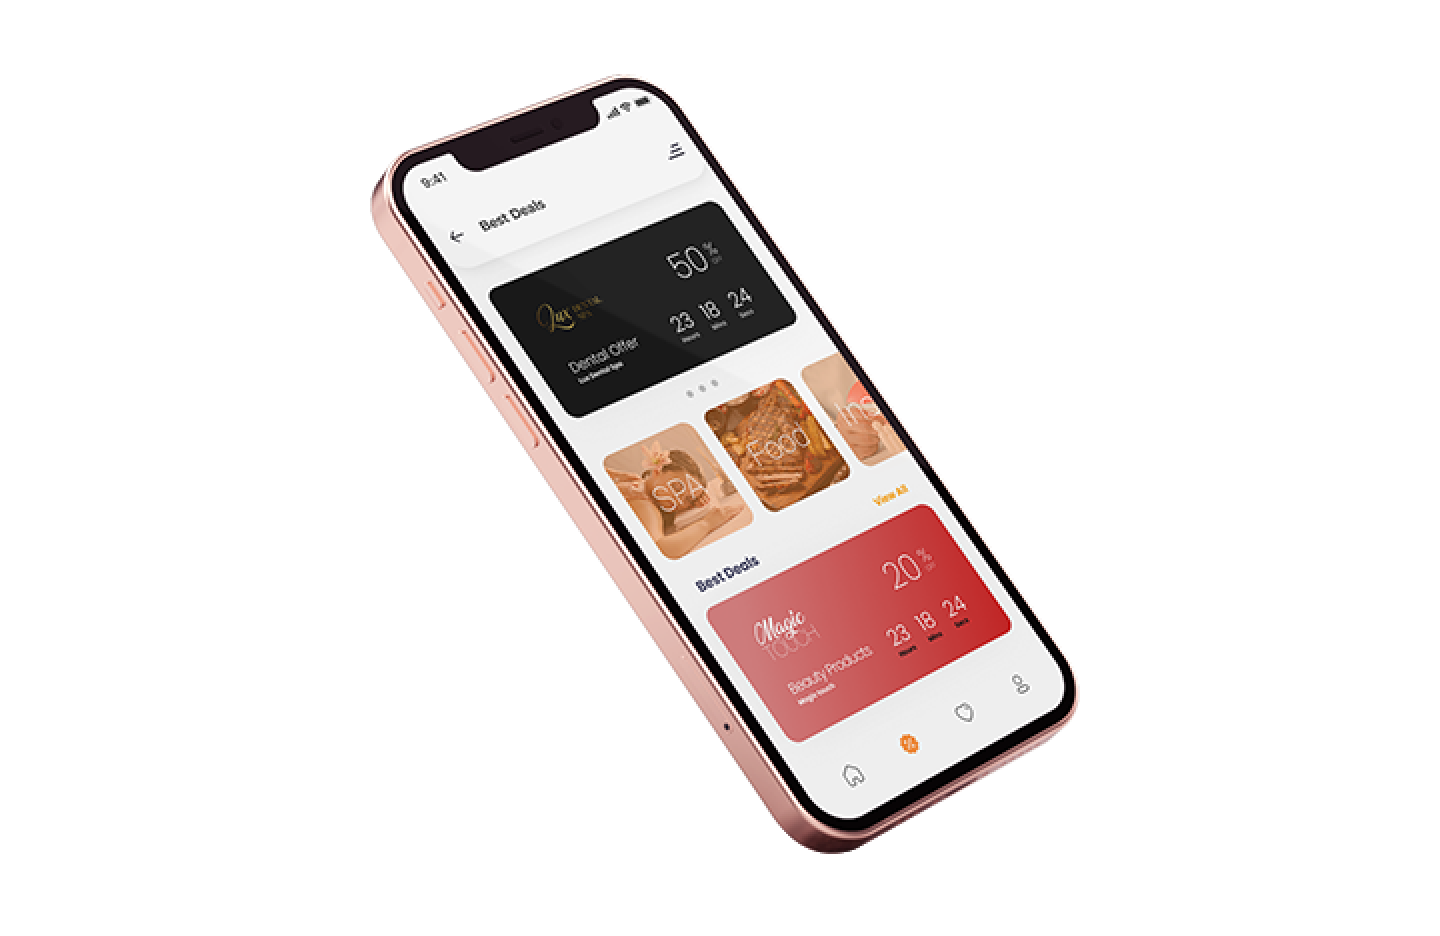 9:41
Best Deals
50 %
OFF
Lux DENTAL
SPA
23 18 24
Hours Mins Secs
Dental Offer
lux Dental spa
SPA
Food
Ins
View All
Best Deals
20 %
OFF
Magic
TOUCH
23 18 24
Hours Mins Secs
Beauty Products
Magic touch